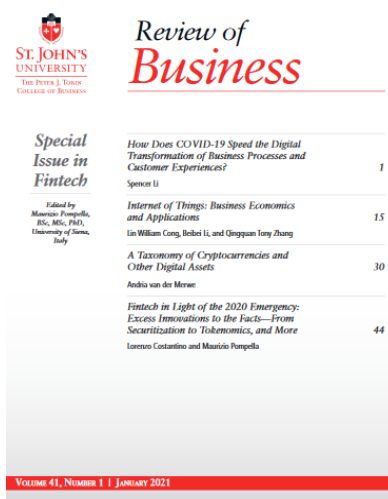 ST. JOHN'S
UNIVERSITY
THE PETER J. TOBIN
COLLEGE OF BUSINESS
Review of
Business
Special
Issue in
Fintech
Edited by
Maurizio Pompella,
BSc, MSc, PhD,
University of Siena,
Italy
How Does COVID-19 Speed the Digital
Transformation of Business Processes and
Customer Experiences? 1
Spencer Li
Internet of Things: Business Economics
and Applications 15
Lin William Cong, Beibei Li, and Qingquan Tony Zhang
A Taxonomy of Cryptocurrencies and
Other Digital Assets 30
Andria van der Merwe
Fintech in Light of the 2020 Emergency:
Excess Innovations to the Facts—From
Securitization to Tokenomics, and More 44
Lorenzo Costantino and Maurizio Pompella
VOLUME 41, NUMBER 1 | JANUARY 2021